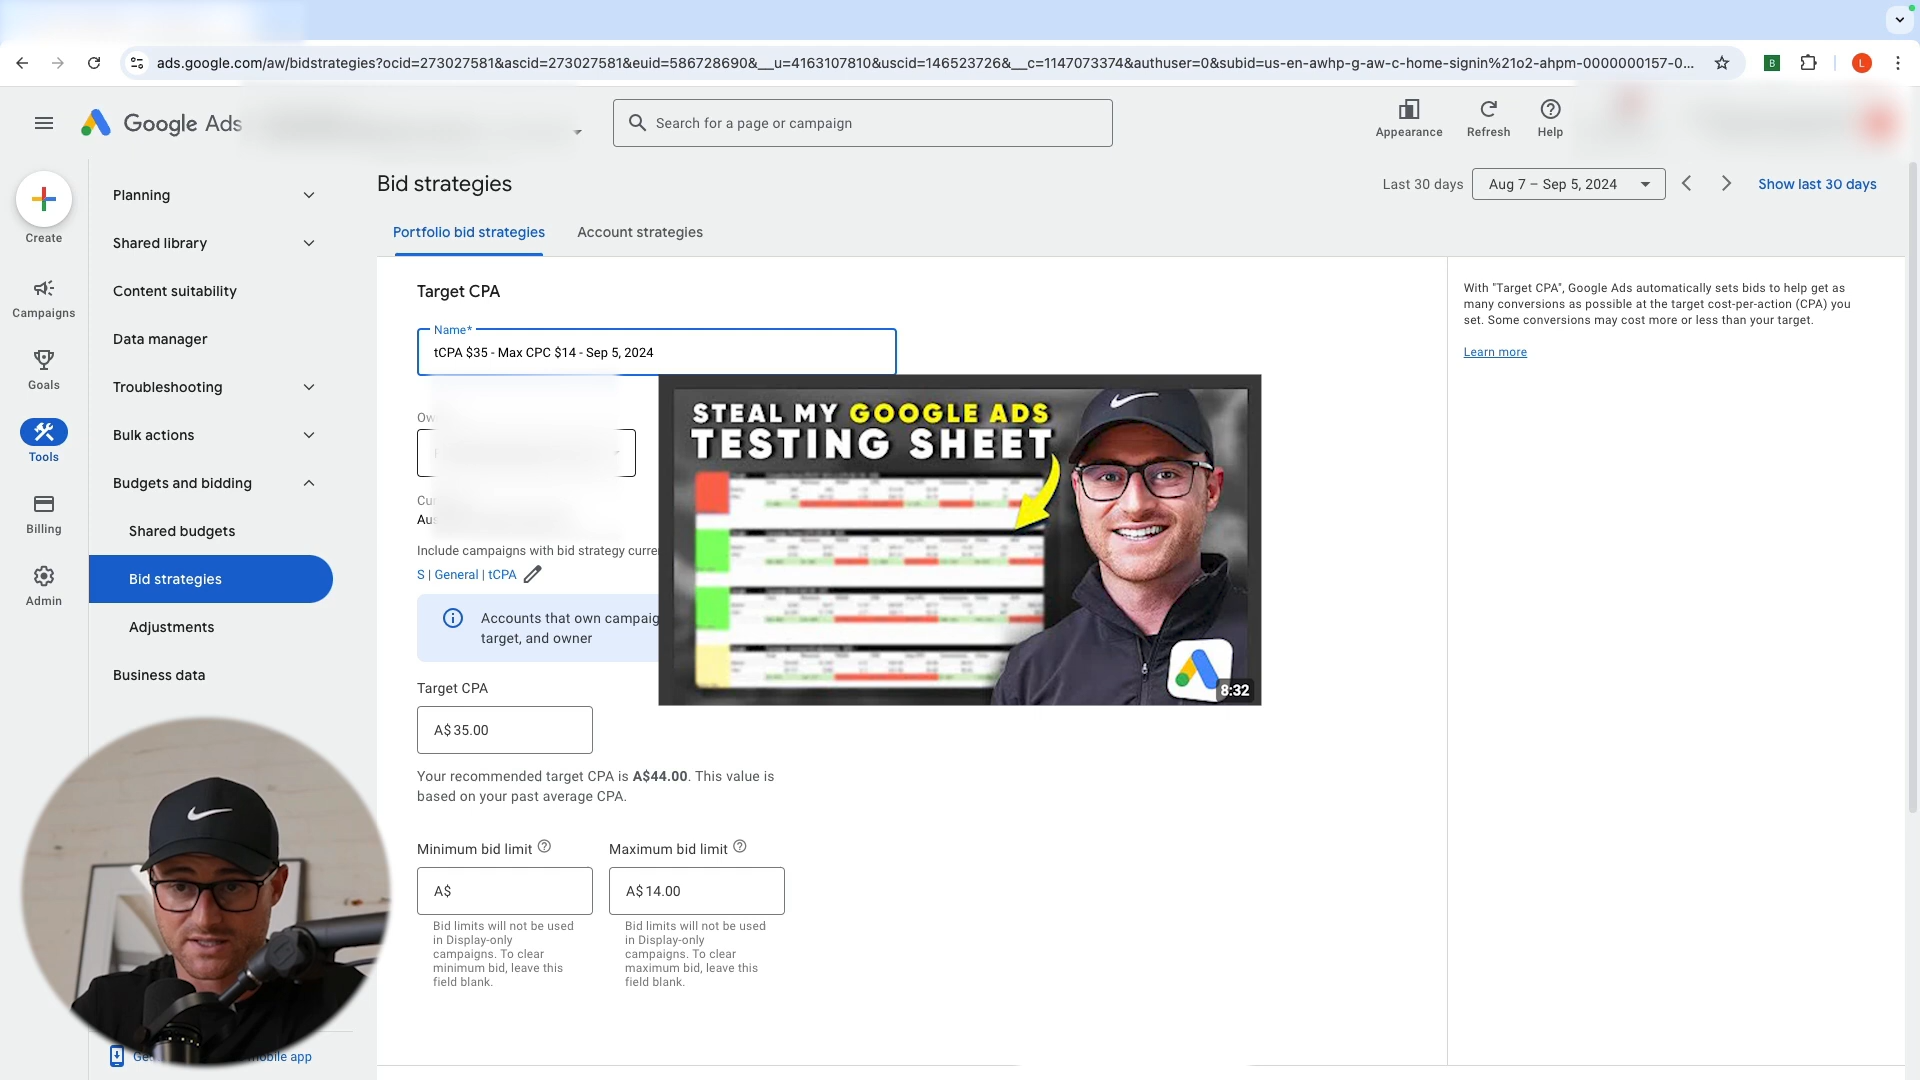 ads.google.com/aw/bidstrategies?ocid=273027581&ascid=273027581&euid=586728690&__u=4163107810&uscid=146523726&__c=1147073374&authuser=0&subid=us-en-awhp-g-aw-c-home-signin%21o2-ahpm-0000000157-0...
B
L
Google Ads
Search for a page or campaign
Appearance
Refresh
Help
Create
Campaigns
Goals
Tools
Billing
Admin
Planning
Shared library
Content suitability
Data manager
Troubleshooting
Bulk actions
Budgets and bidding
Shared budgets
Bid strategies
Adjustments
Business data
Bid strategies
Last 30 days
Aug 7 – Sep 5, 2024
Show last 30 days
Portfolio bid strategies
Account strategies
Target CPA
Name*
tCPA $35 - Max CPC $14 - Sep 5, 2024
Include campaigns with bid strategy
S | General | tCPA
Accounts that own
target, and owner
Target CPA
A$ 35.00
Your recommended target CPA is A$44.00. This value is
based on your past average CPA.
Minimum bid limit
Maximum bid limit
A$
A$ 14.00
Bid limits will not be used
in Display-only
campaigns. To clear
minimum bid, leave this
field blank.
Bid limits will not be used
in Display-only
campaigns. To clear
maximum bid, leave this
field blank.
STEAL MY GOOGLE ADS
TESTING SHEET
8:32
With "Target CPA", Google Ads automatically sets bids to help get as
many conversions as possible at the target cost-per-action (CPA) you
set. Some conversions may cost more or less than your target.
Learn more
mobile app